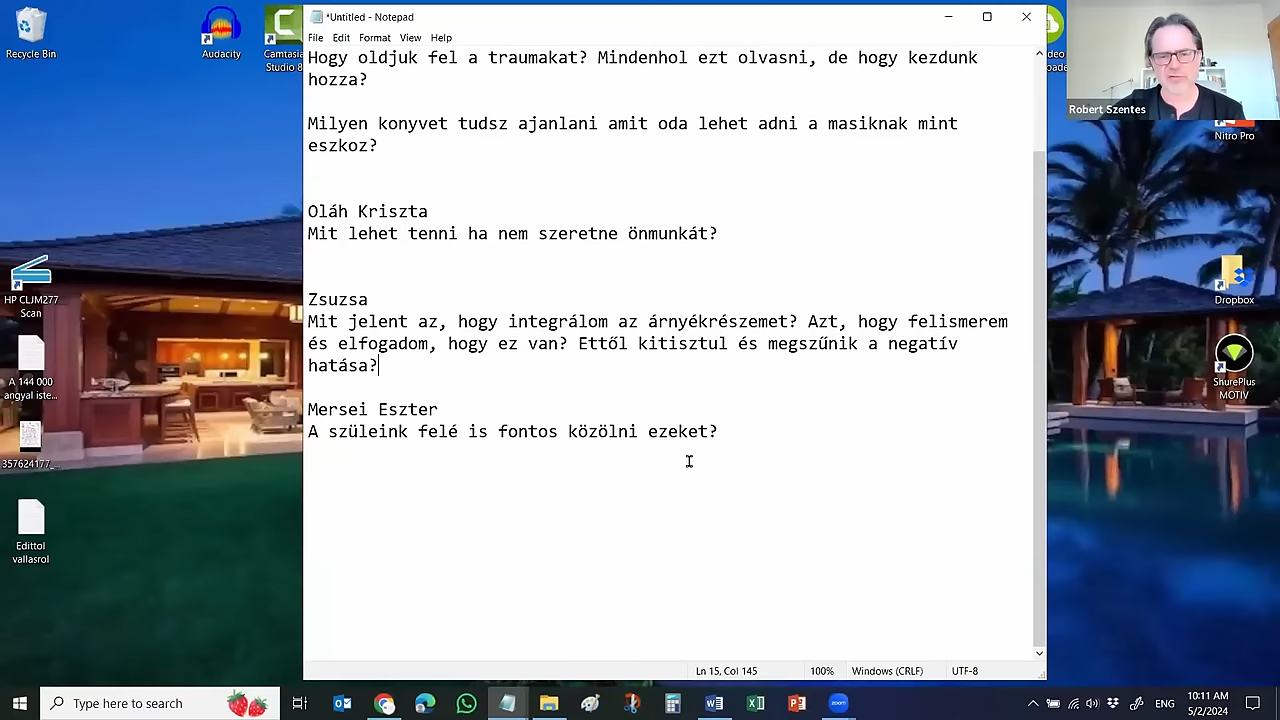 *Untitled - Notepad
File Edit Format View Help
Hogy oldjuk fel a traumakat? Mindenhol ezt olvasni, de hogy kezdunk
hozza?
Milyen konyvet tudsz ajanlani amit oda lehet adni a masiknak mint
eszkoz?
Oláh Kriszta
Mit lehet tenni ha nem szeretne önmunkát?
Zsuzsa
Mit jelent az, hogy integrálom az árnyékrészemet? Azt, hogy felismerem
és elfogadom, hogy ez van? Ettől kitisztul és megszűnik a negatív
hatása?
Mersei Eszter
A szüleink felé is fontos közölni ezeket?
Ln 15, Col 145
100%
Windows (CRLF)
UTF-8
Recycle Bin
Audacity
Camtasia
Studio 8
HP CLJM277
Scan
A 144 000
angyal iste...
357624177_...
Edittol
vallasrol
Robert Szentes
Nitro Pro
Dropbox
ShurePlus
MOTIV
Type here to search
ENG
10:11 AM
5/2/2024